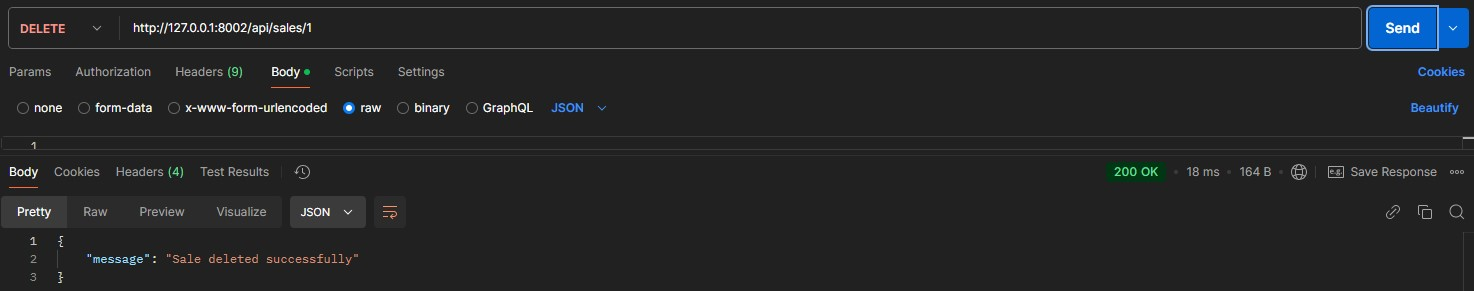 DELETE http://127.0.0.1:8002/api/sales/1 Send
Params Authorization Headers (9) Body Scripts Settings Cookies
none form-data x-www-form-urlencoded raw binary GraphQL JSON Beautify
1
Body Cookies Headers (4) Test Results 200 OK 18 ms 164 B e.g. Save Response
Pretty Raw Preview Visualize JSON
1 {
2 "message": "Sale deleted successfully"
3 }